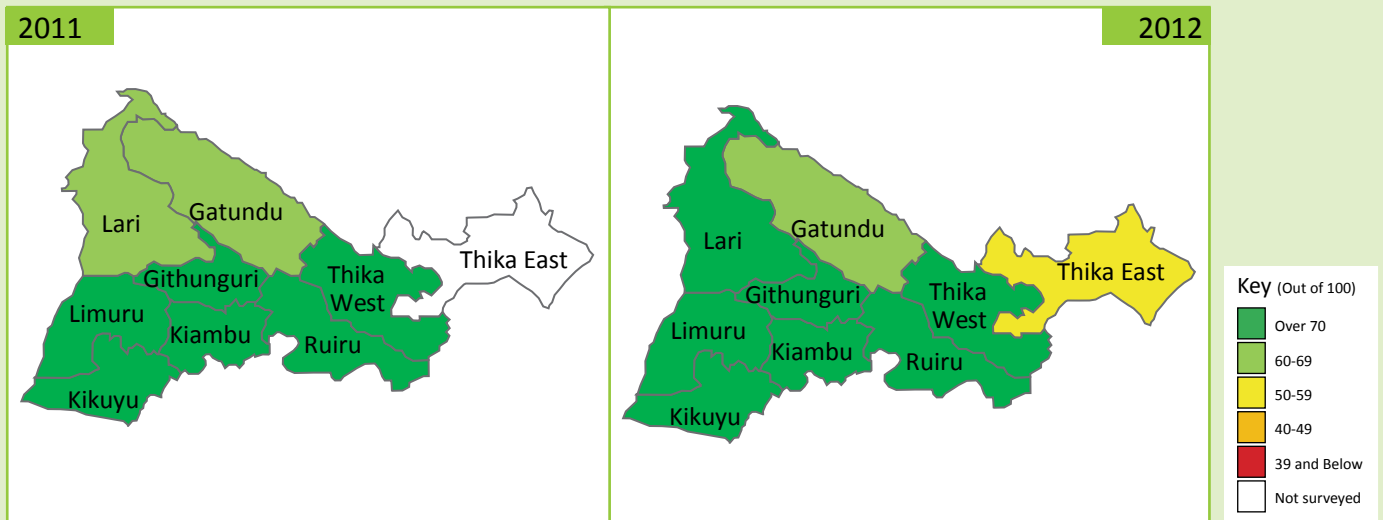 2011
Lari
Gatundu
Thika East
Githunguri
Thika
West
Limuru
Kiambu
Ruiru
Kikuyu
2012
Lari
Gatundu
Thika East
Githunguri
Thika
West
Limuru
Kiambu
Ruiru
Kikuyu
Key (Out of 100)
Over 70
60-69
50-59
40-49
39 and Below
Not surveyed